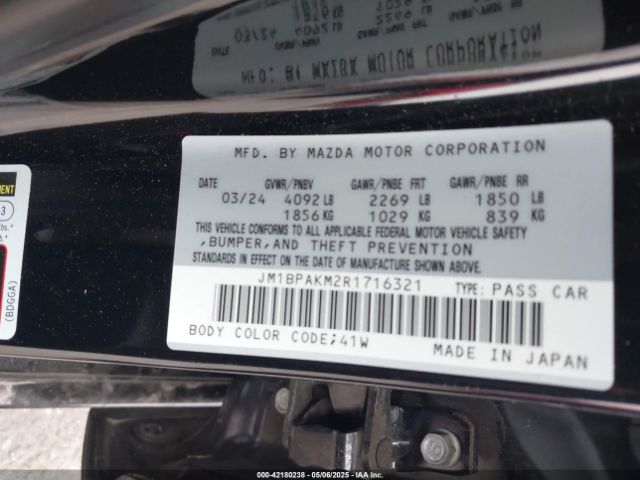 MFD. BY MAZDA MOTOR CORPORATION
DATE GVWR/PNBV GAWR/PNBE FRT GAWR/PNBE RR
03/24 4092 LB 2269 LB 1850 LB
1856 KG 1029 KG 839 KG
THIS VEHICLE CONFORMS TO ALL APPLICABLE FEDERAL MOTOR VEHICLE SAFETY
,BUMPER,AND THEFT PREVENTION
STANDARDS IN EFFECT ON THE DATE OF MANUFACTURE SHOWN ABOVE.
JM1BPAKM2R1716321 TYPE: PASS CAR
BODY COLOR CODE;41W
MADE IN JAPAN
(BDGGA)
00-42180238 - 05/06/2025 - IAA Auctions